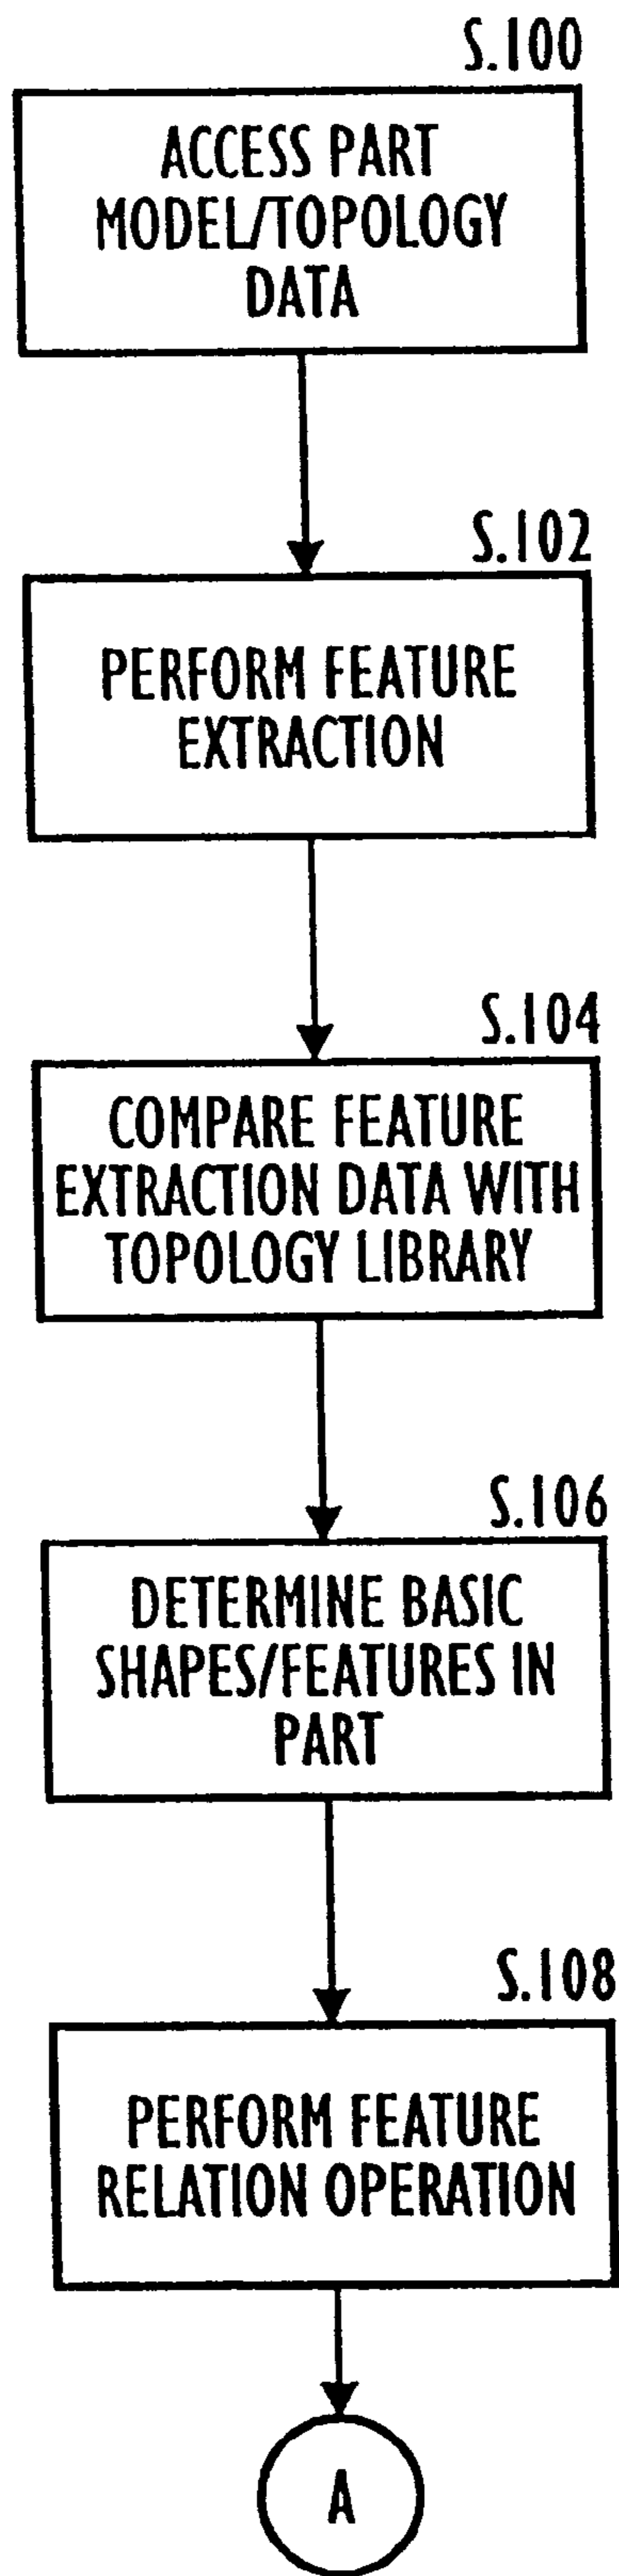 S.100
ACCESS PART
MODEL/TOPOLOGY
DATA
S.102
PERFORM FEATURE
EXTRACTION
S.104
COMPARE FEATURE
EXTRACTION DATA WITH
TOPOLOGY LIBRARY
S.106
DETERMINE BASIC
SHAPES/FEATURES IN
PART
S.108
PERFORM FEATURE
RELATION OPERATION
A